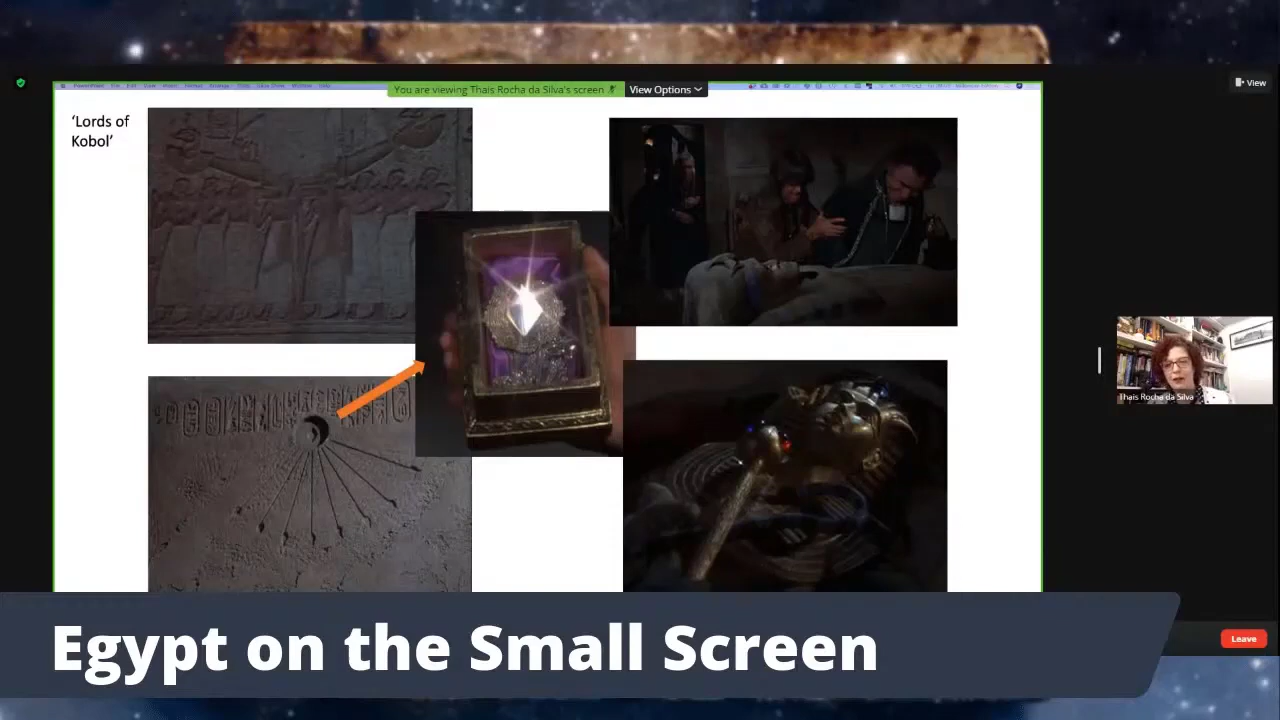 You are viewing Thais Rocha da Silva's screen
View Options
View
‘Lords of
Kobol’
Thais Rocha da Silva
Leave
Egypt on the Small Screen